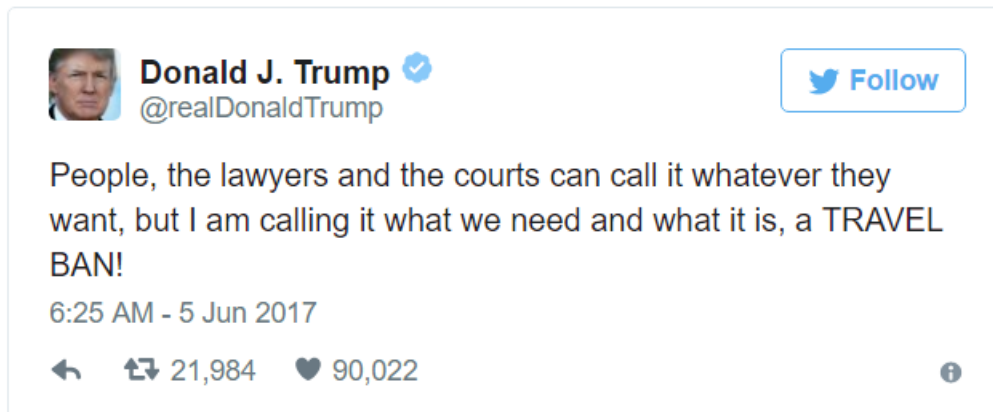 Donald J. Trump
@realDonaldTrump
Follow
People, the lawyers and the courts can call it whatever they
want, but I am calling it what we need and what it is, a TRAVEL
BAN!
6:25 AM - 5 Jun 2017
21,984 90,022